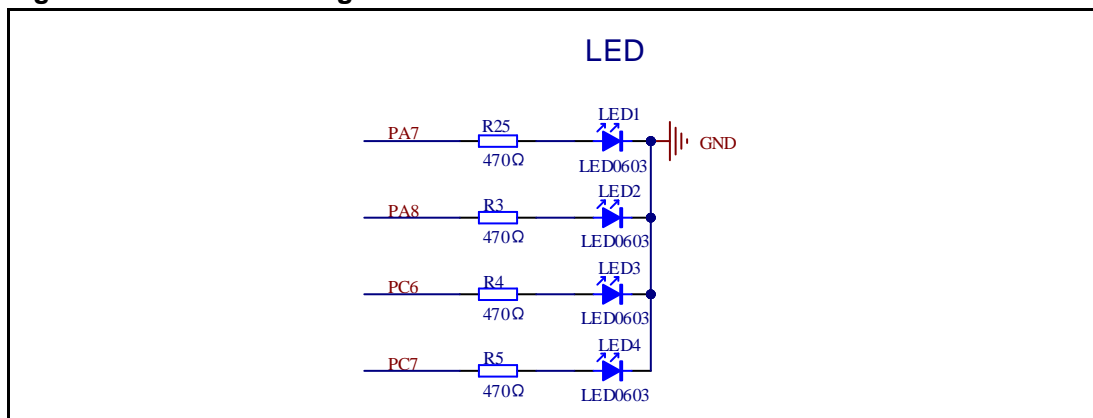 LED
LED1
PA7 R25 GND
470Ω LED0603
LED2
PA8 R3
470Ω LED0603
LED3
PC6 R4
470Ω LED0603
LED4
PC7 R5
470Ω LED0603